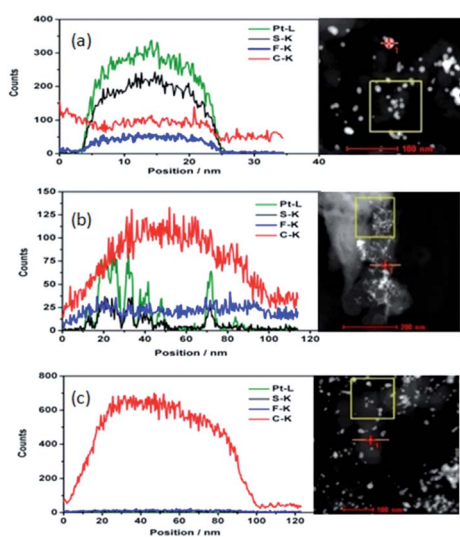 (a)
Pt-L
S-K
F-K
C-K
Counts
400
300
200
100
0
0 10 20 30 40
Position / nm
100 nm
(b)
Pt-L
S-K
F-K
C-K
Counts
150
125
100
75
50
25
0
0 20 40 60 80 100 120
Position / nm
200 nm
(c)
Pt-L
S-K
F-K
C-K
Counts
800
600
400
200
0
0 20 40 60 80 100 120
Position / nm
100 nm